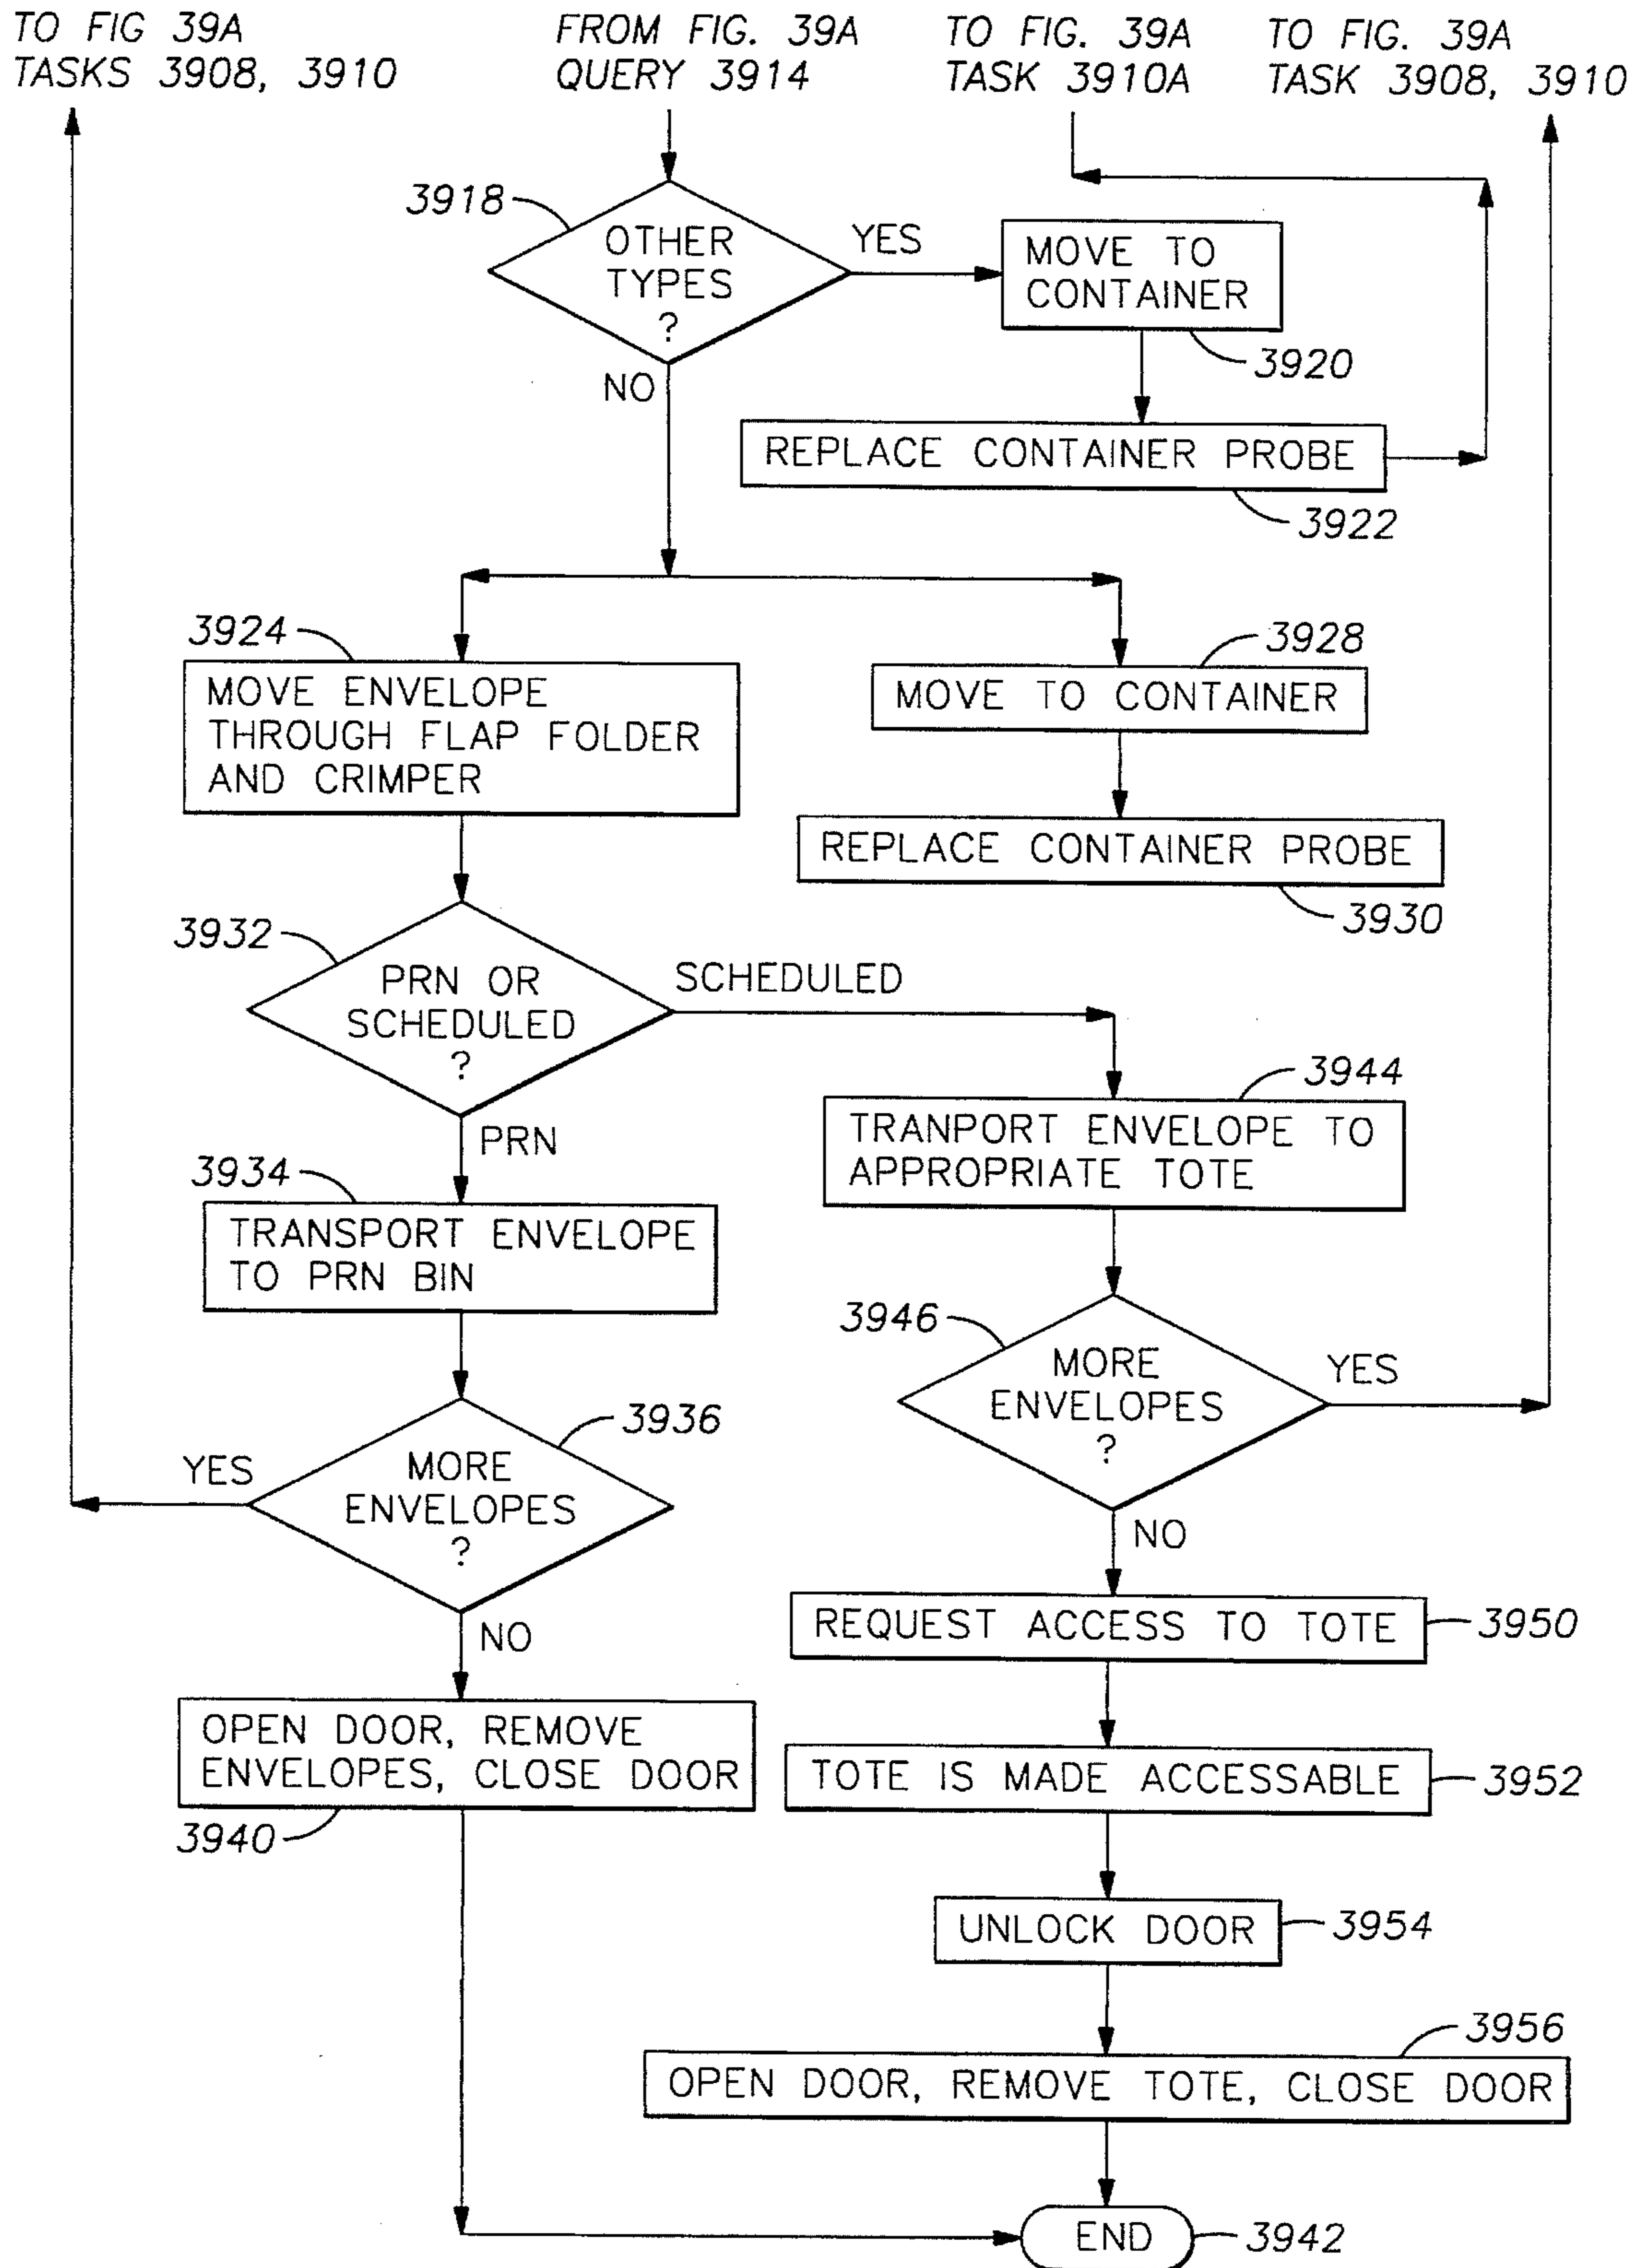 TO FIG 39A
TASKS 3908, 3910
FROM FIG. 39A
QUERY 3914
TO FIG. 39A
TASK 3910A
TO FIG. 39A
TASK 3908, 3910
3918
OTHER
TYPES
?
YES
MOVE TO
CONTAINER
3920
NO
REPLACE CONTAINER PROBE
3922
3924
MOVE ENVELOPE
THROUGH FLAP FOLDER
AND CRIMPER
3928
MOVE TO CONTAINER
REPLACE CONTAINER PROBE
3930
3932
PRN OR
SCHEDULED
?
SCHEDULED
PRN
3944
TRANPORT ENVELOPE TO
APPROPRIATE TOTE
3934
TRANSPORT ENVELOPE
TO PRN BIN
3946
MORE
ENVELOPES
?
YES
3936
MORE
ENVELOPES
?
YES
NO
NO
REQUEST ACCESS TO TOTE
3950
OPEN DOOR, REMOVE
ENVELOPES, CLOSE DOOR
3940
TOTE IS MADE ACCESSABLE
3952
UNLOCK DOOR
3954
3956
OPEN DOOR, REMOVE TOTE, CLOSE DOOR
END
3942